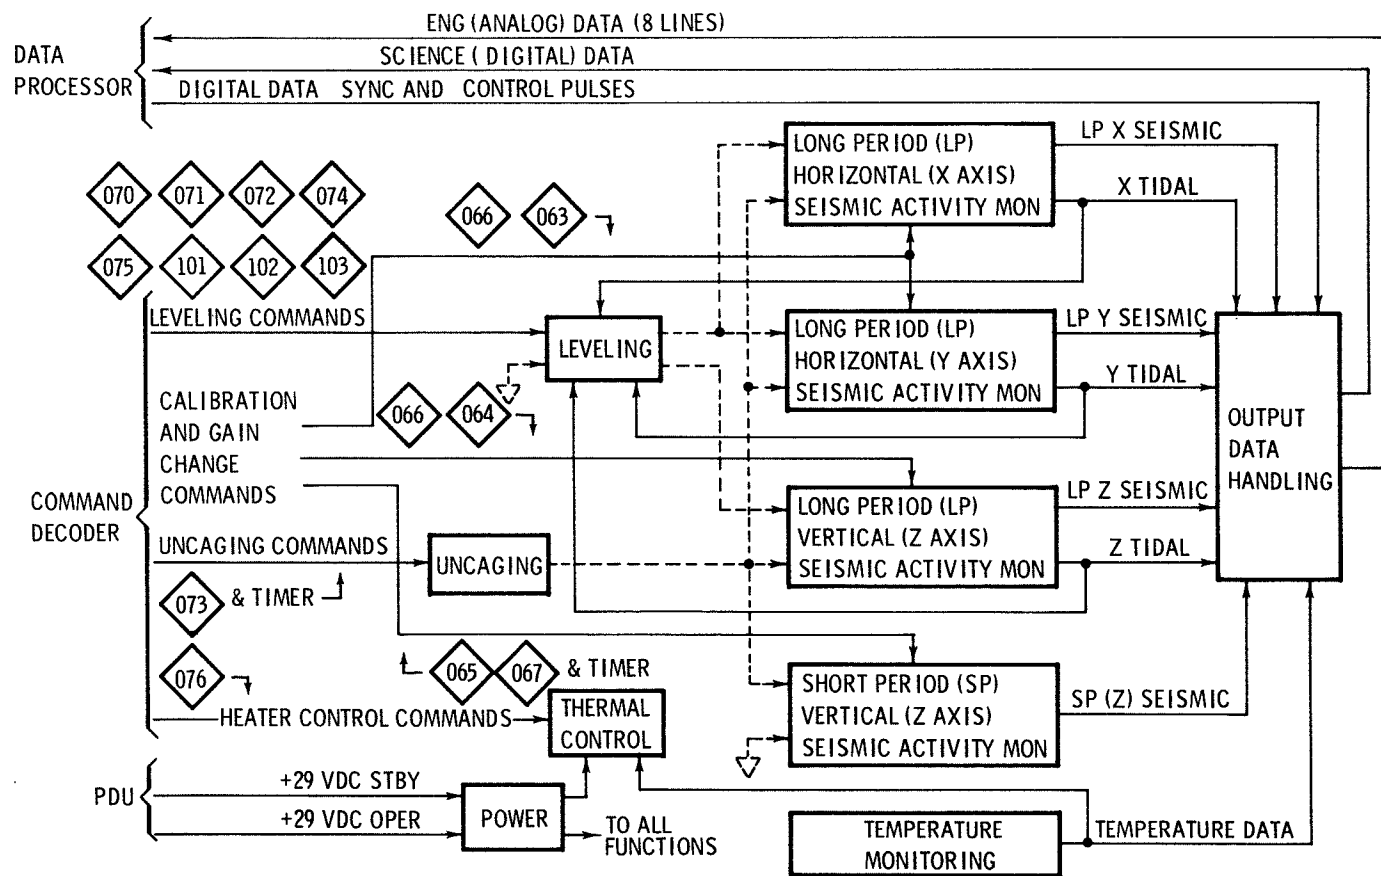 ENG (ANALOG) DATA (8 LINES)
SCIENCE ( DIGITAL) DATA
DIGITAL DATA SYNC AND CONTROL PULSES
DATA
PROCESSOR
070 071 072 074
075 101 102 103
066 063
LONG PERIOD (LP)
HORIZONTAL (X AXIS)
SEISMIC ACTIVITY MON
LP X SEISMIC
X TIDAL
LEVELING COMMANDS
LEVELING
LONG PERIOD (LP)
HORIZONTAL (Y AXIS)
SEISMIC ACTIVITY MON
LP Y SEISMIC
Y TIDAL
CALIBRATION
AND GAIN
CHANGE
COMMANDS
066 064
OUTPUT
DATA
HANDLING
COMMAND
DECODER
LONG PERIOD (LP)
VERTICAL (Z AXIS)
SEISMIC ACTIVITY MON
LP Z SEISMIC
Z TIDAL
UNCAGING COMMANDS
UNCAGING
073 & TIMER
065 067 & TIMER
076
HEATER CONTROL COMMANDS
THERMAL
CONTROL
SHORT PERIOD (SP)
VERTICAL (Z AXIS)
SEISMIC ACTIVITY MON
SP (Z) SEISMIC
PDU
+29 VDC STBY
+29 VDC OPER
POWER
TO ALL
FUNCTIONS
TEMPERATURE
MONITORING
TEMPERATURE DATA